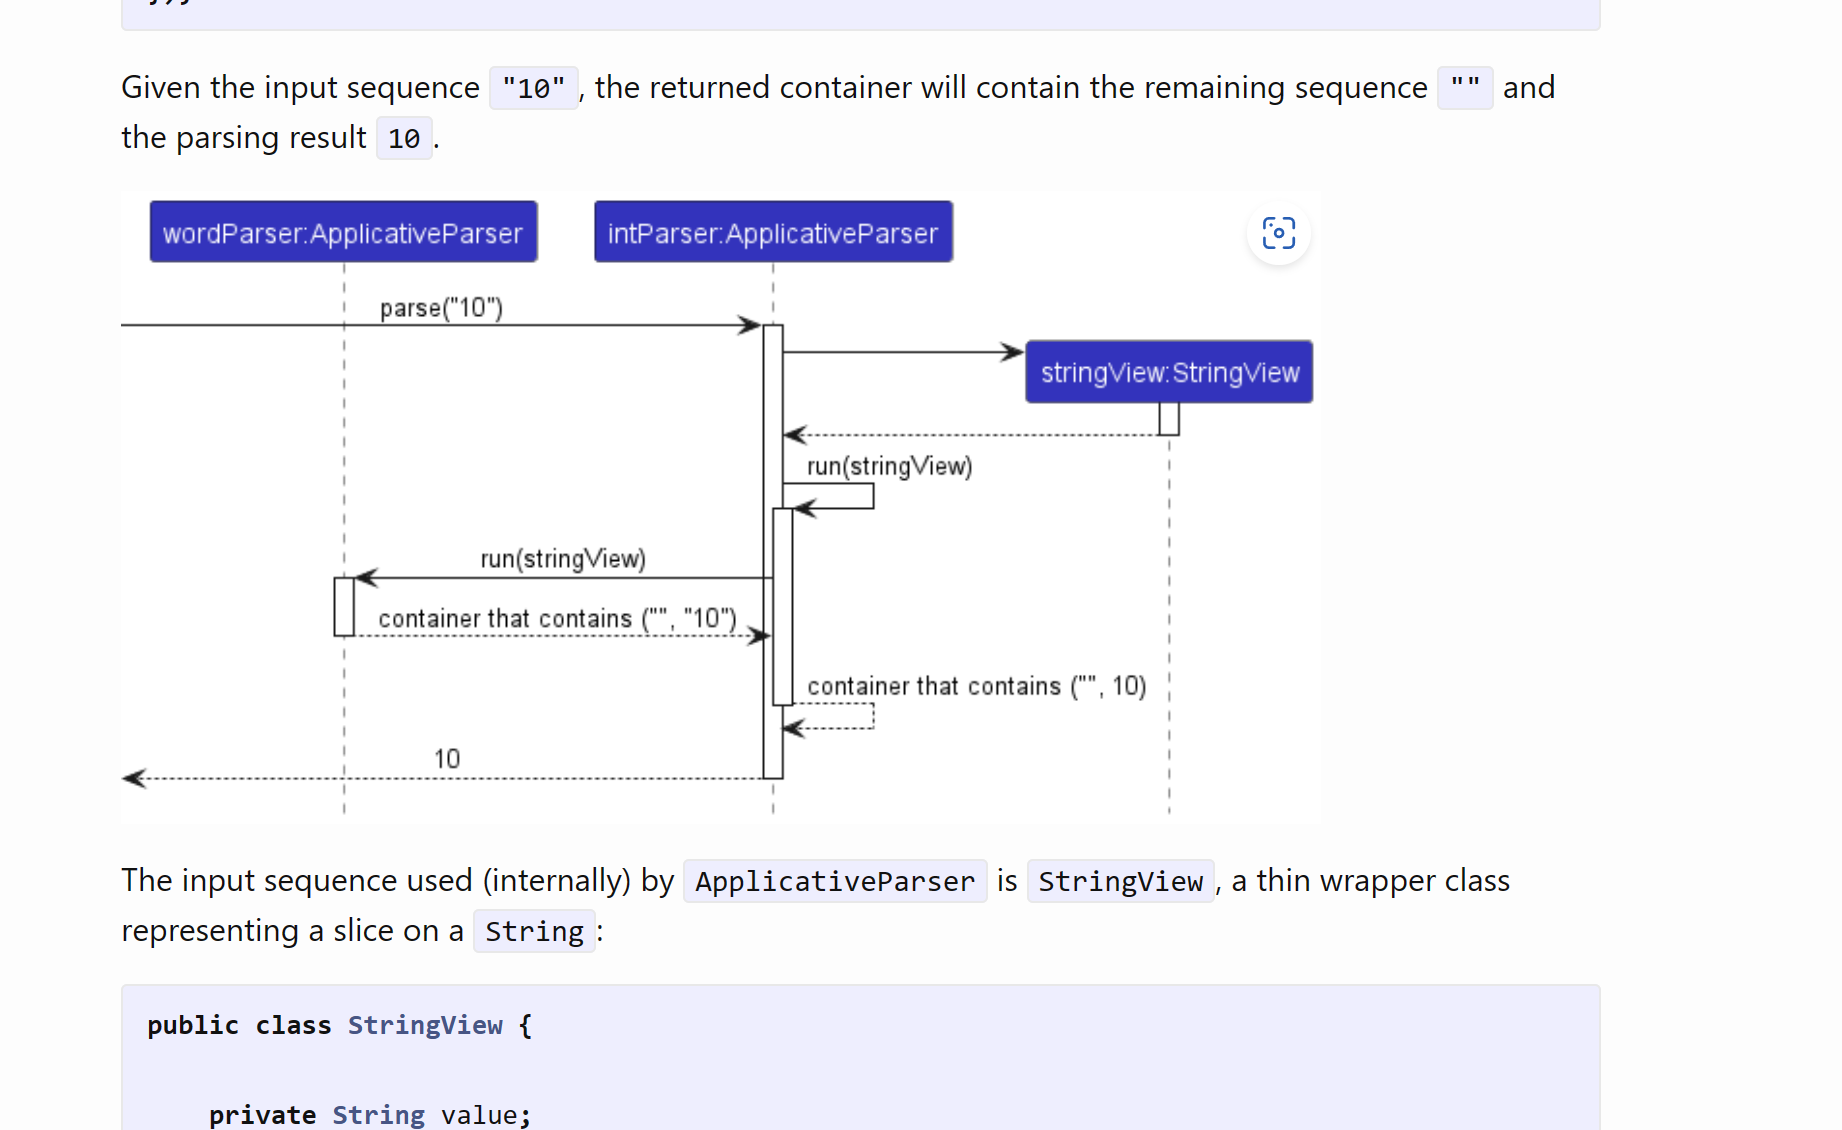 Given the input sequence "10", the returned container will contain the remaining sequence "" and
the parsing result 10.
wordParser:ApplicativeParser
intParser:ApplicativeParser
parse("10")
stringView:StringView
run(stringView)
run(stringView)
container that contains ("", "10")
container that contains ("", 10)
10
The input sequence used (internally) by ApplicativeParser is StringView, a thin wrapper class
representing a slice on a String:
public class StringView {
private String value;